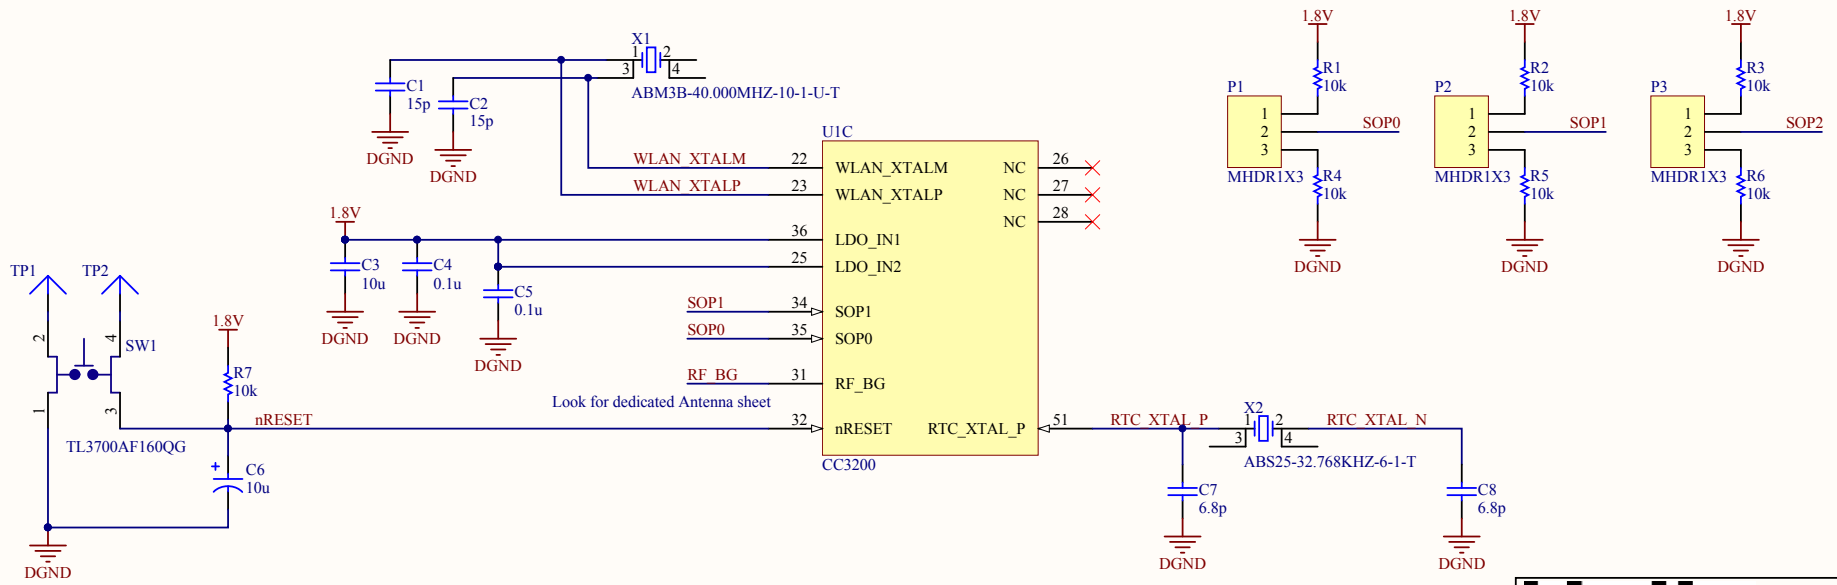 1.8V 1.8V 1.8V
X1
1 2
3 4
ABM3B-40.000MHZ-10-1-U-T
C1
15p
C2
15p
DGND
DGND
R1
10k
R2
10k
R3
10k
P1
1
2
3
SOP0
MHDR1X3
R4
10k
DGND
P2
1
2
3
SOP1
MHDR1X3
R5
10k
DGND
P3
1
2
3
SOP2
MHDR1X3
R6
10k
DGND
U1C
WLAN_XTALM 22 WLAN_XTALM NC 26
WLAN_XTALP 23 WLAN_XTALP NC 27
NC 28
1.8V
36 LDO_IN1
25 LDO_IN2
C3
10u
C4
0.1u
C5
0.1u
DGND
DGND
DGND
SOP1 34 SOP1
SOP0 35 SOP0
RF_BG 31 RF_BG
Look for dedicated Antenna sheet
nRESET 32 nRESET RTC_XTAL_P 51 RTC_XTAL_P
CC3200
TP1
TP2
2
4
SW1
1
3
TL3700AF160QG
1.8V
R7
10k
+
C6
10u
DGND
X2
1 2
3 4
RTC_XTAL_N
ABS25-32.768KHZ-6-1-T
C7
6.8p
DGND
C8
6.8p
DGND